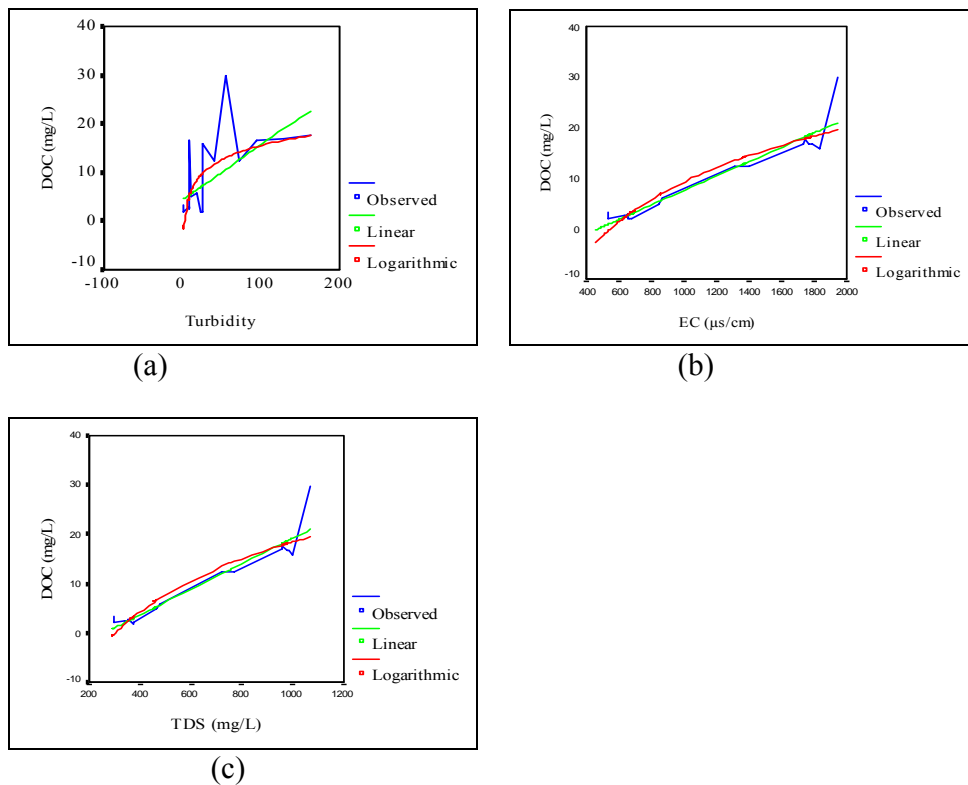 40
30
20
10
0
-10
DOC (mg/L)
-100 0 100 200
Turbidity
Observed
Linear
Logarithmic
(a)
40
30
20
10
0
-10
DOC (mg/L)
400 600 800 1000 1200 1400 1600 1800 2000
EC (µs/cm)
Observed
Linear
Logarithmic
(b)
40
30
20
10
0
-10
DOC (mg/L)
200 400 600 800 1000 1200
TDS (mg/L)
Observed
Linear
Logarithmic
(c)